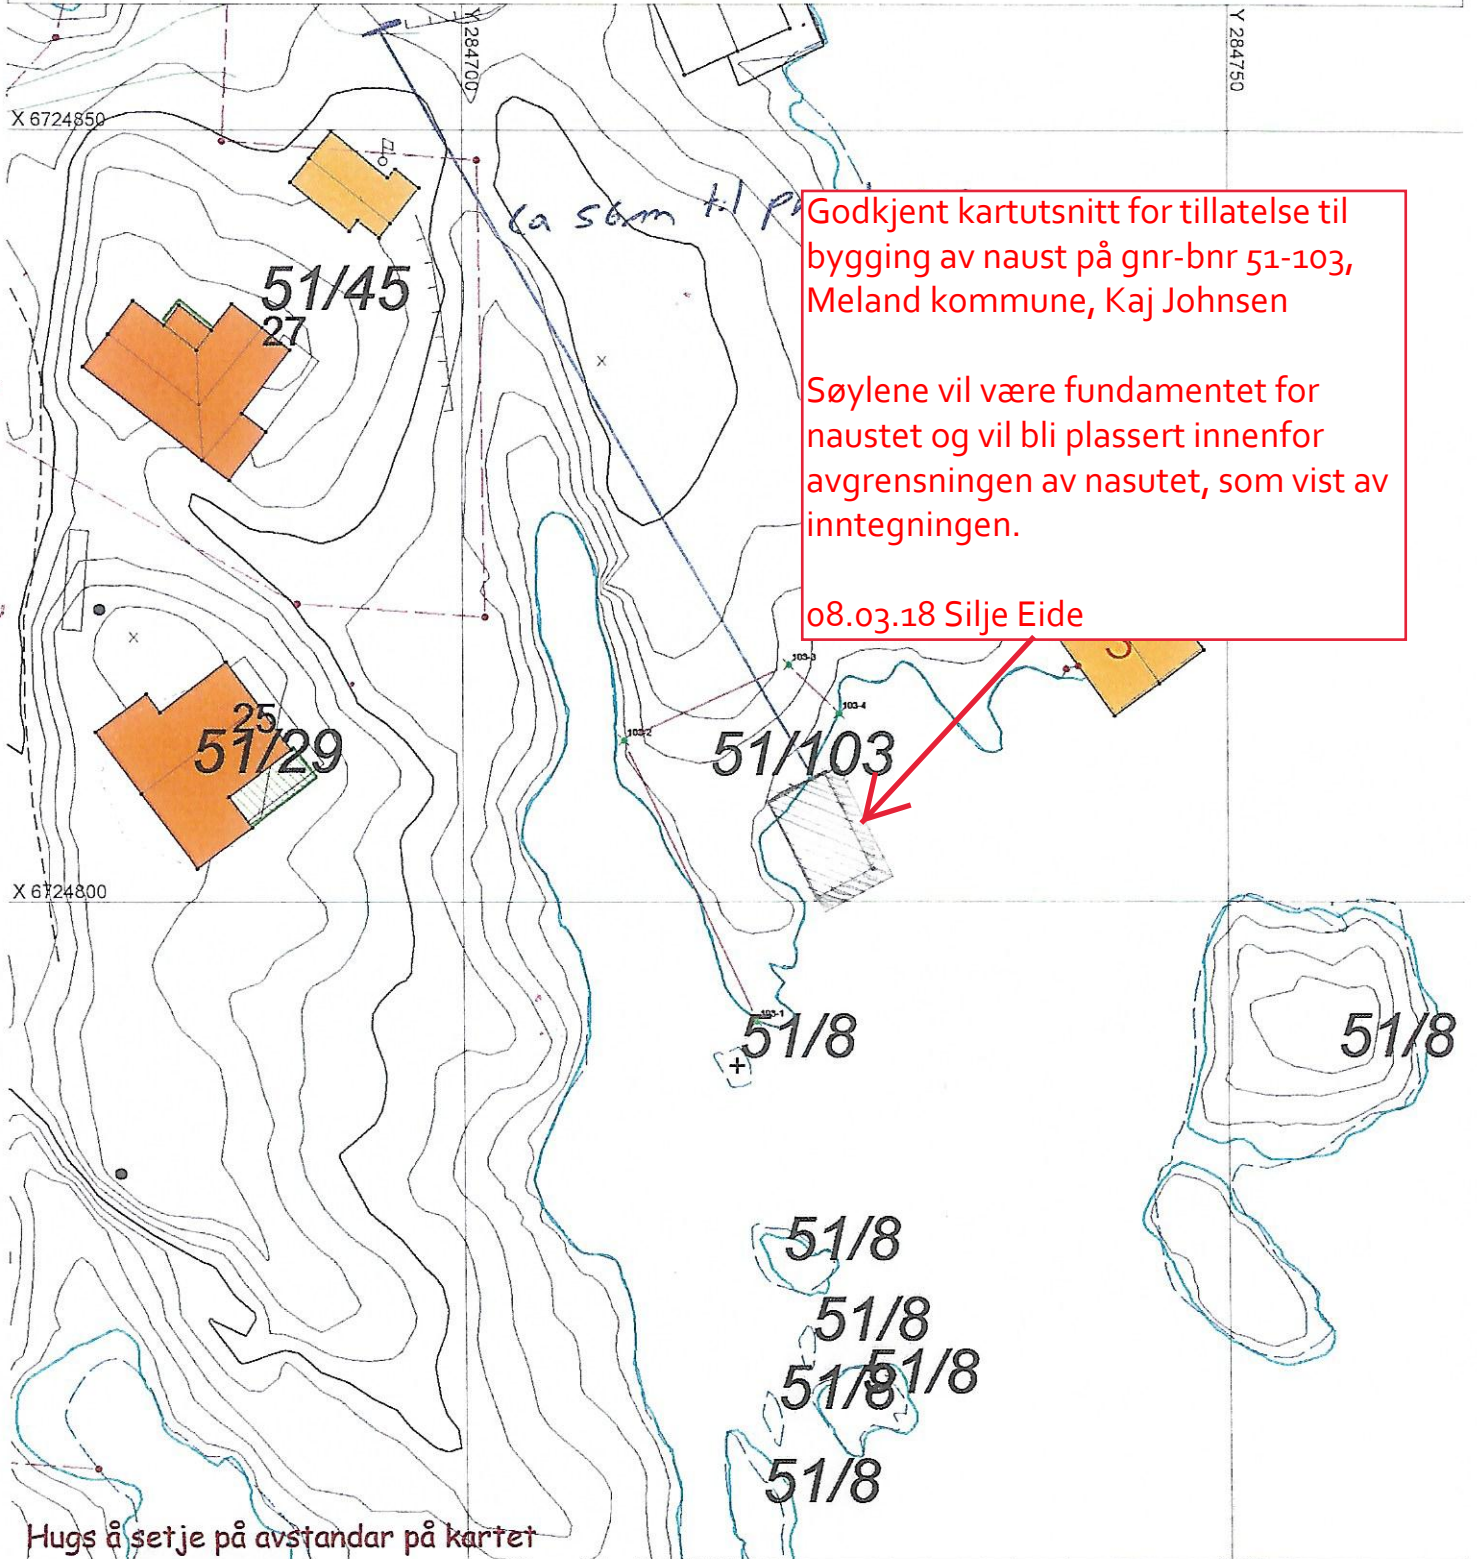 Y 284700
Y 284750
X 6724850
ca 56m til
Godkjent kartutsnitt for tillatelse til
bygging av naust på gnr-bnr 51-103,
Meland kommune, Kaj Johnsen
Søylene vil være fundamentet for
naustet og vil bli plassert innenfor
avgrensningen av nasutet, som vist av
inntegningen.
08.03.18 Silje Eide
51/45
27
103-3
103-4
103-2
25
51/29
51/103
X 6724800
103-1
51/8
51/8
51/8
51/8
51/8
51/8
51/8
Hugs å setje på avstandar på kartet